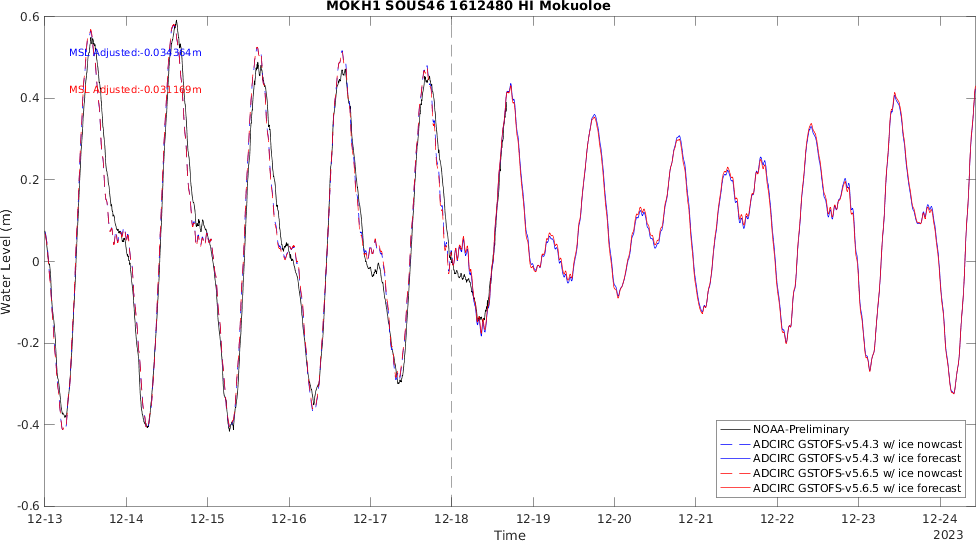 MOKH1 SOUS46 1612480 HI Mokuoloe
0.6
MSL Adjusted:-0.034364m
MSL Adjusted:-0.031169m
0.4
0.2
0
-0.2
-0.4
-0.6
Water Level (m)
NOAA-Preliminary
ADCIRC GSTOFS-v5.4.3 w/ ice nowcast
ADCIRC GSTOFS-v5.4.3 w/ ice forecast
ADCIRC GSTOFS-v5.6.5 w/ ice nowcast
ADCIRC GSTOFS-v5.6.5 w/ ice forecast
12-13 12-14 12-15 12-16 12-17 12-18 12-19 12-20 12-21 12-22 12-23 12-24
Time
2023